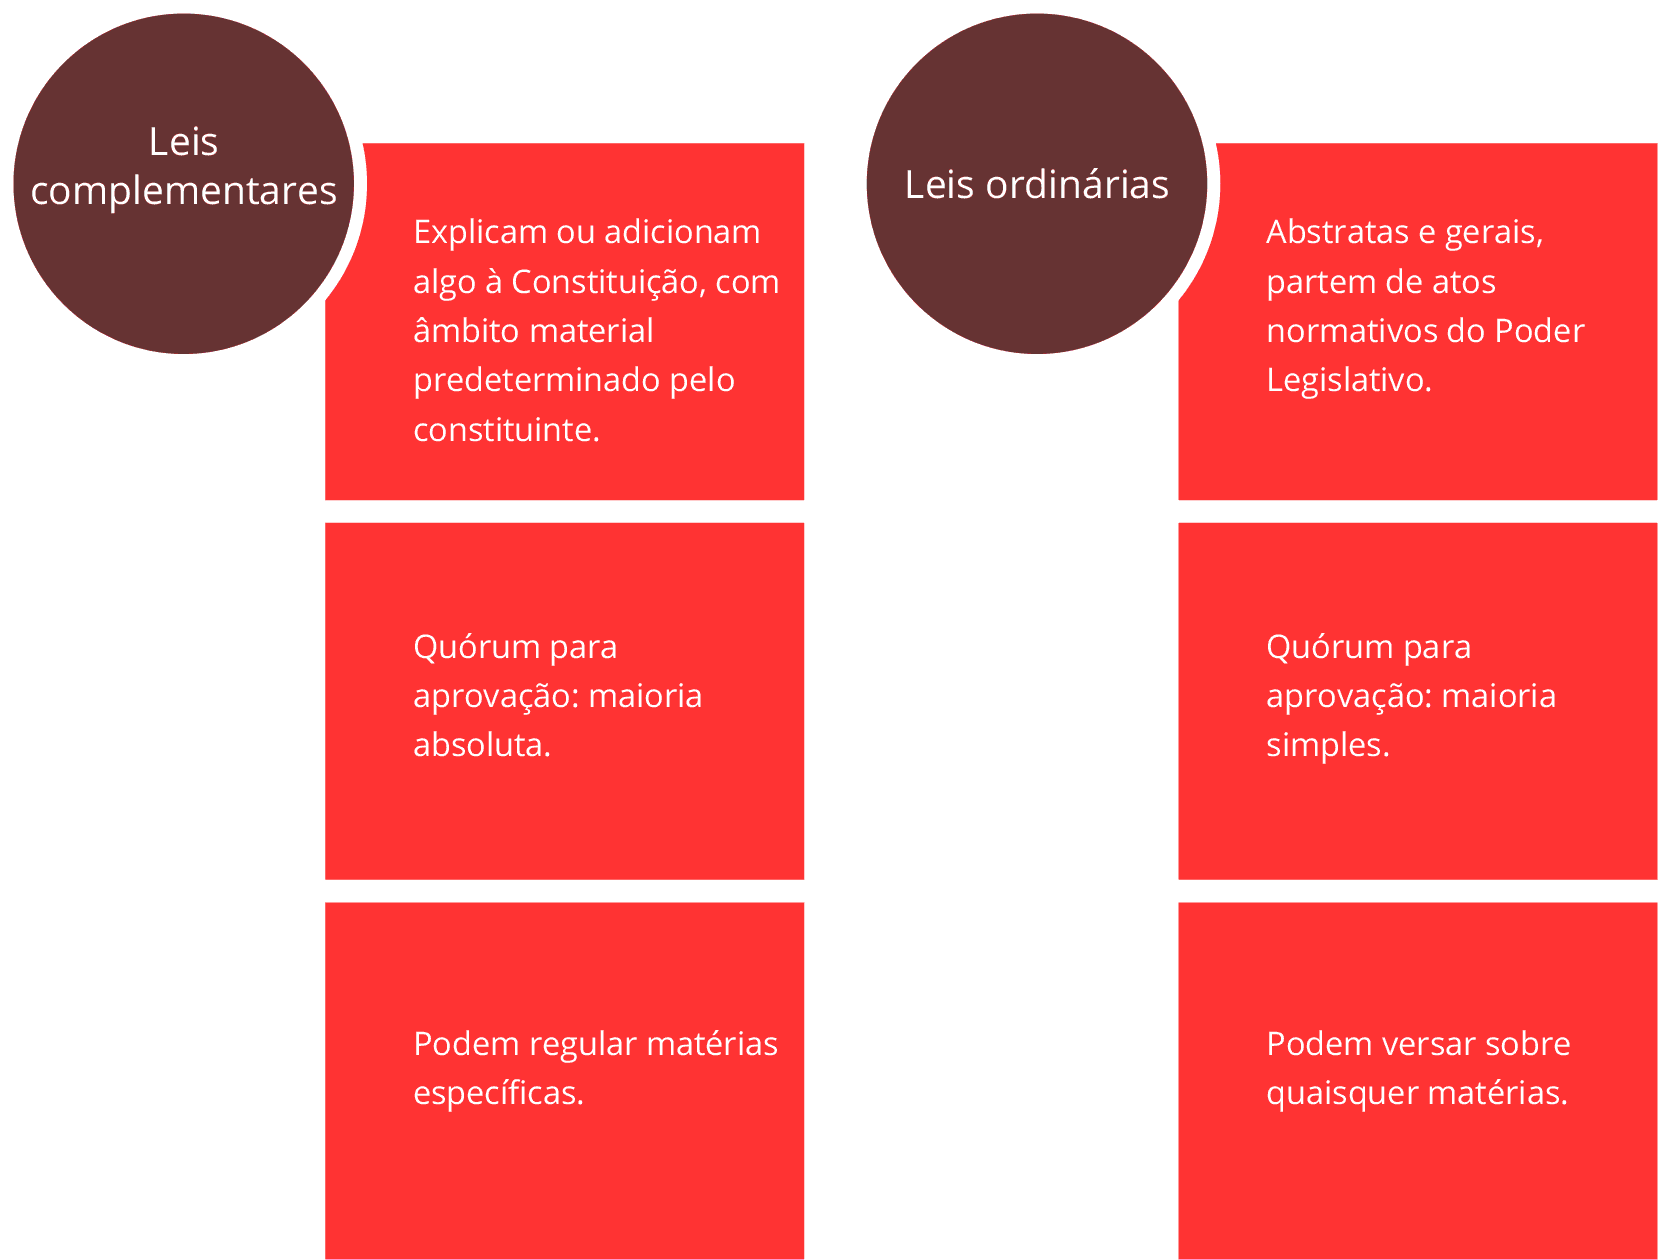 Leis
complementares
Explicam ou adicionam
algo à Constituição, com
âmbito material
predeterminado pelo
constituinte.
Quórum para
aprovação: maioria
absoluta.
Podem regular matérias
específicas.
Leis ordinárias
Abstratas e gerais,
partem de atos
normativos do Poder
Legislativo.
Quórum para
aprovação: maioria
simples.
Podem versar sobre
quaisquer matérias.